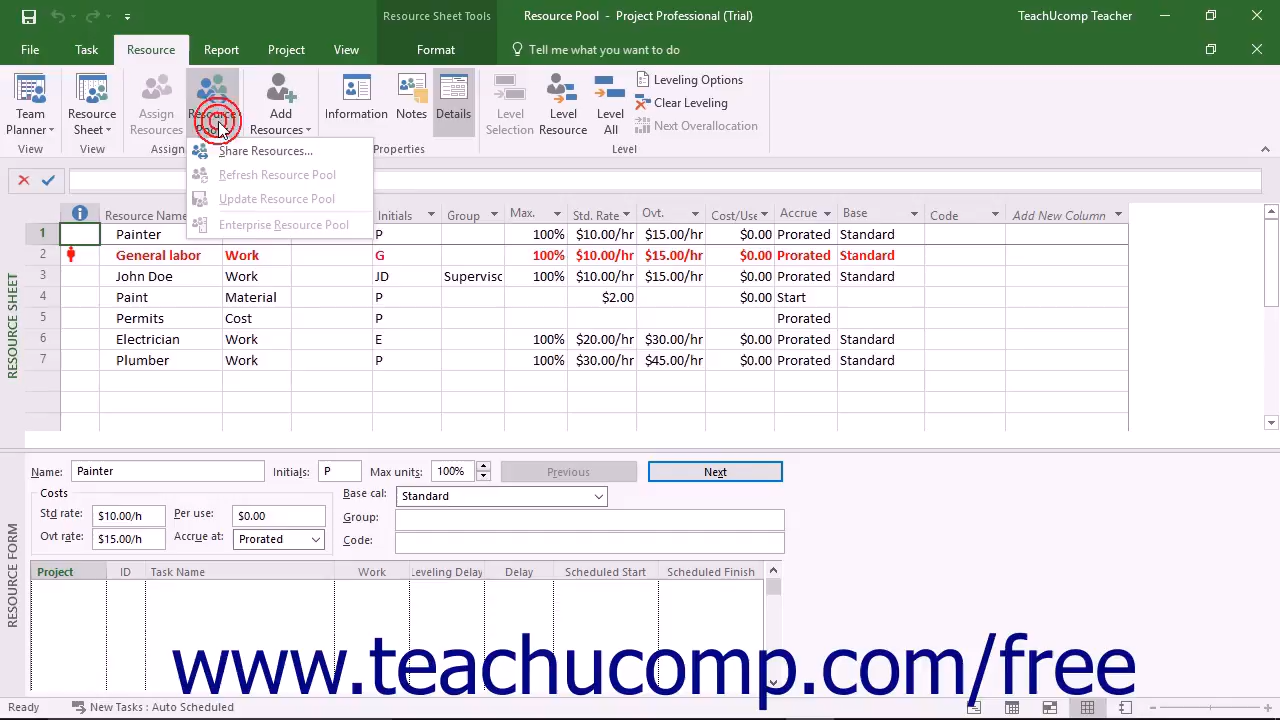 Resource Sheet Tools
Resource Pool - Project Professional (Trial)
TeachUcomp Teacher
File Task Resource Report Project View Format Tell me what you want to do
Team Planner
Resource Sheet
Assign Resources
Resource Pool
Add Resources
Information
Notes
Details
Level Selection
Level Resource
Level All
Leveling Options
Clear Leveling
Next Overallocation
View View Assign Properties Level
Share Resources...
Refresh Resource Pool
Update Resource Pool
Enterprise Resource Pool
Resource Name Initials Group Max. Std. Rate Ovt. Cost/Use Accrue Base Code Add New Column
1 Painter P 100% $10.00/hr $15.00/hr $0.00 Prorated Standard
2 General labor Work G 100% $10.00/hr $15.00/hr $0.00 Prorated Standard
3 John Doe Work JD Superviso 100% $10.00/hr $15.00/hr $0.00 Prorated Standard
4 Paint Material P $2.00 $0.00 Start
5 Permits Cost P Prorated
6 Electrician Work E 100% $20.00/hr $30.00/hr $0.00 Prorated Standard
7 Plumber Work P 100% $30.00/hr $45.00/hr $0.00 Prorated Standard
RESOURCE SHEET
Name: Painter Initials: P Max units: 100% Previous Next
Costs Base cal: Standard
Std rate: $10.00/h Per use: $0.00 Group:
Ovt rate: $15.00/h Accrue at: Prorated Code:
Project ID Task Name Work Leveling Delay Delay Scheduled Start Scheduled Finish
RESOURCE FORM
www.teachucomp.com/free
Ready New Tasks : Auto Scheduled